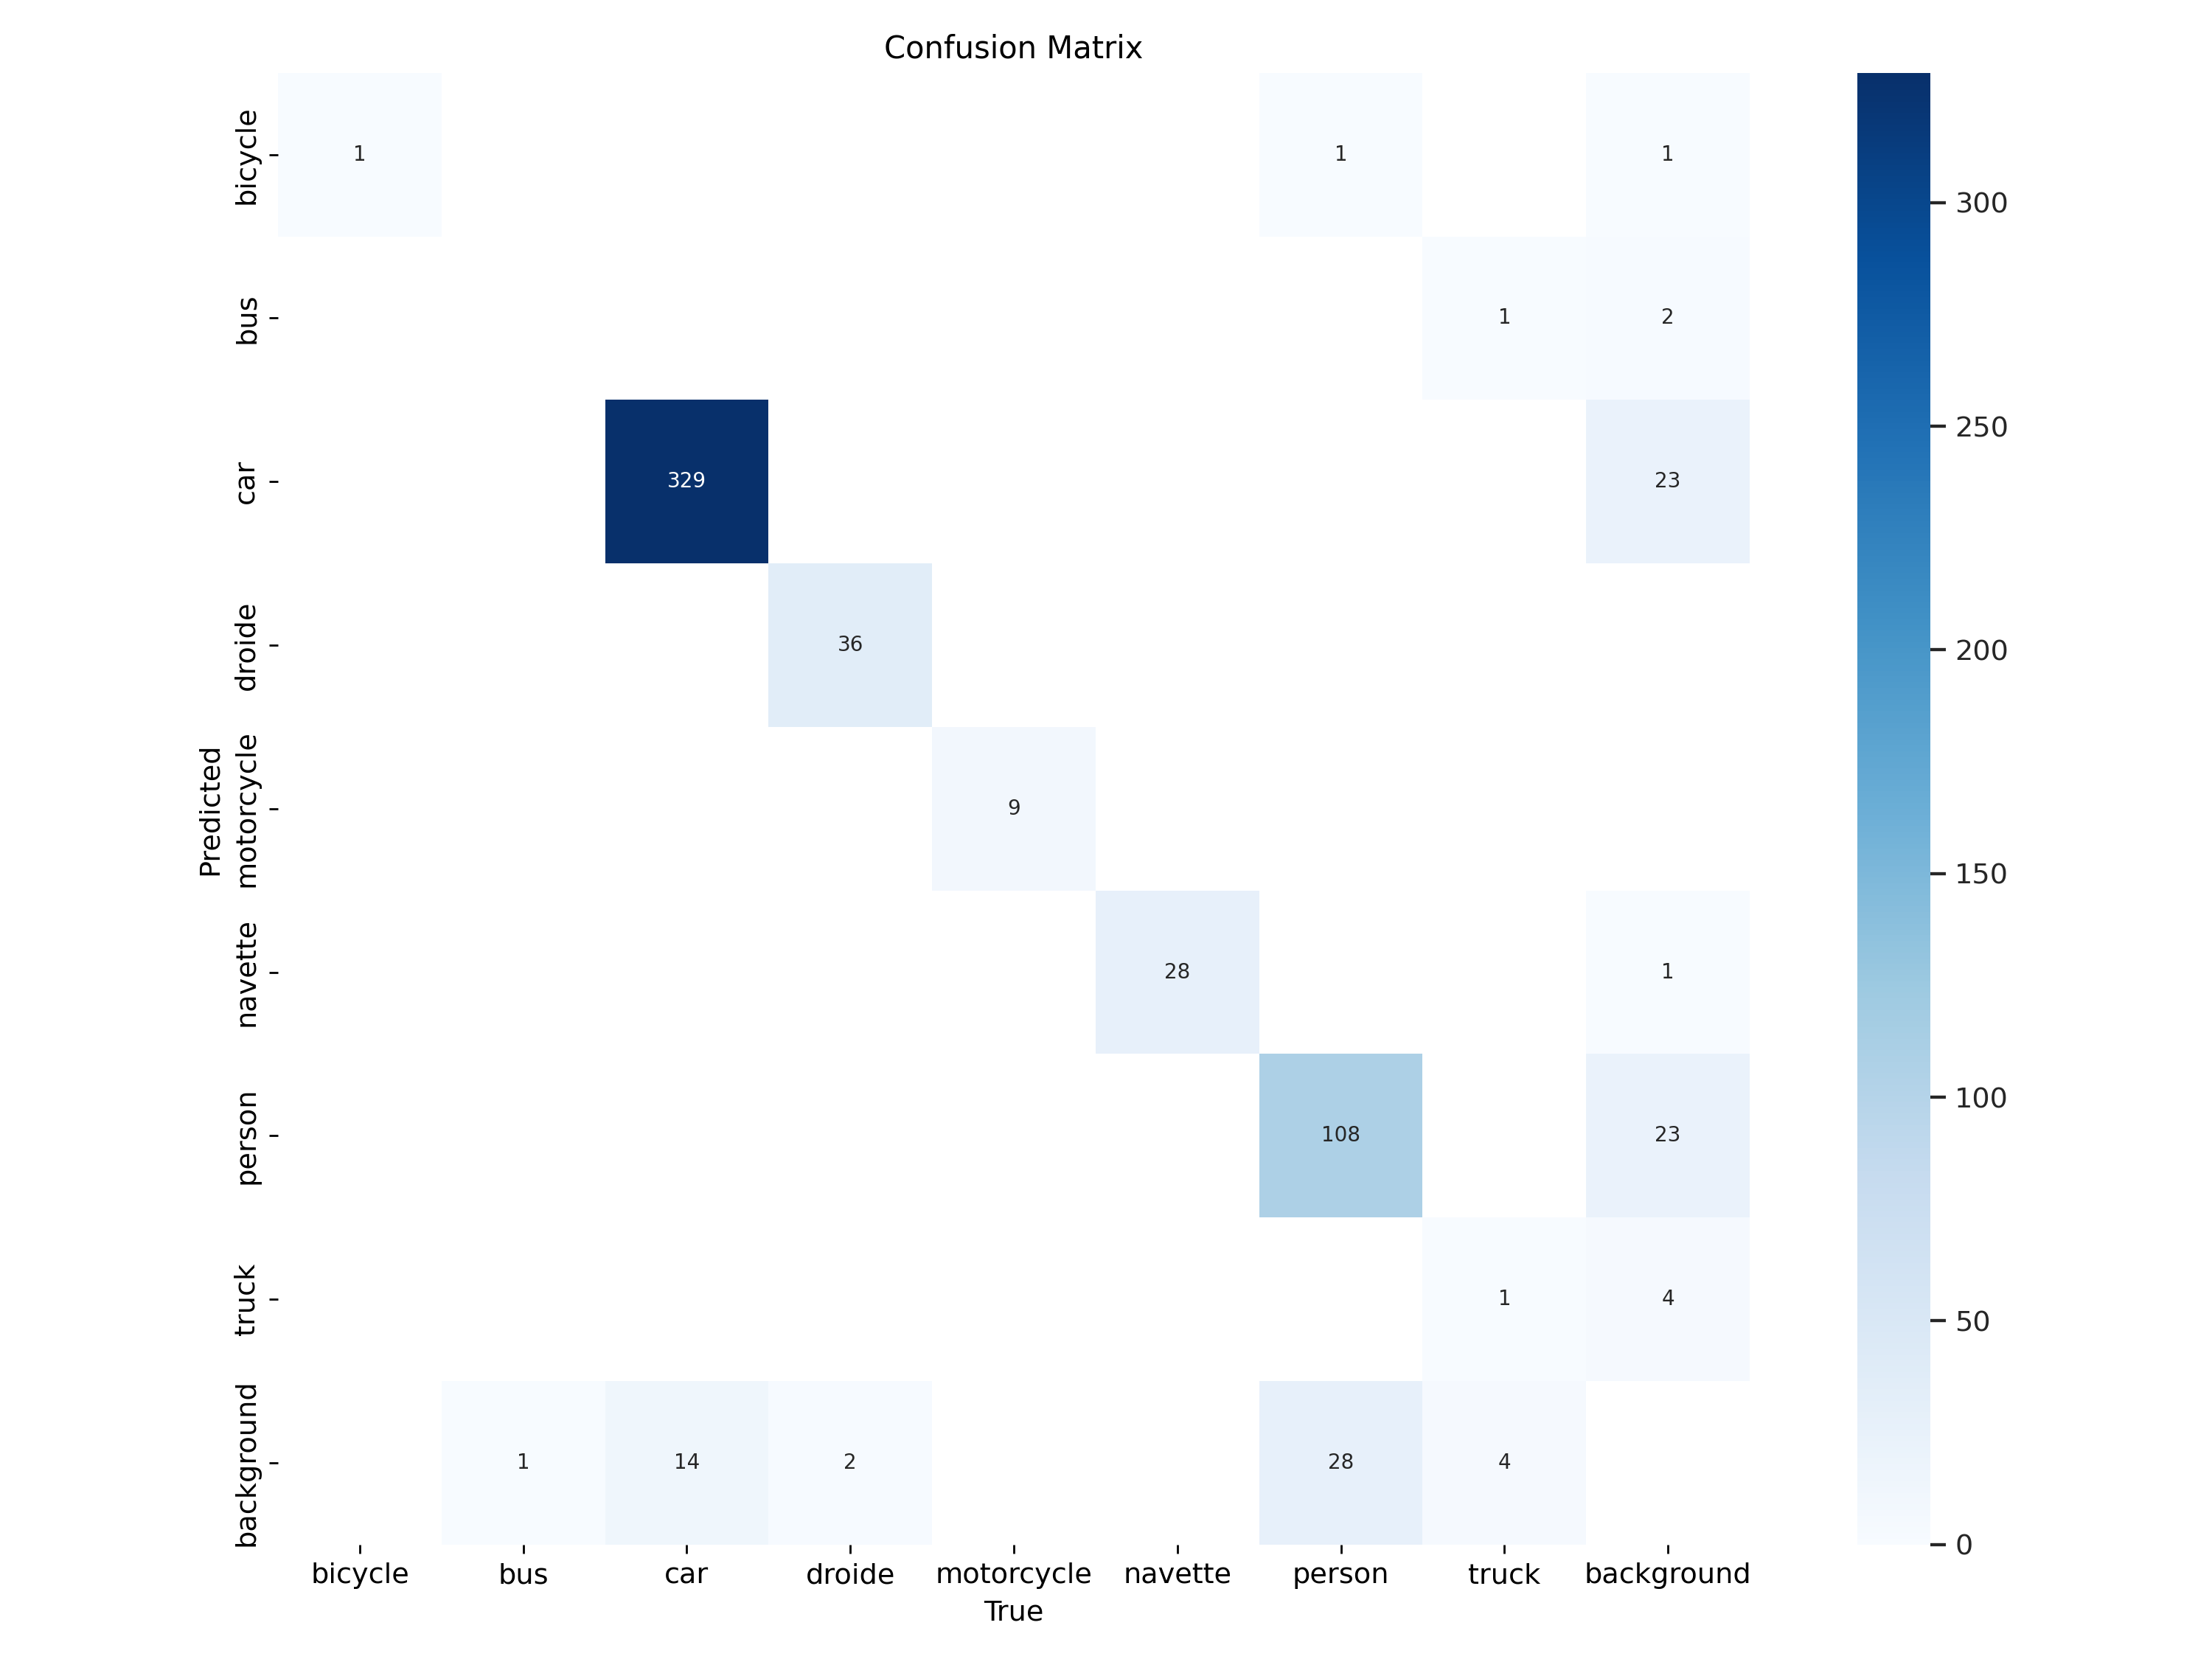 Confusion Matrix
Predicted
bicycle
1
1
1
bus
1
2
car
329
23
droide
36
motorcycle
9
navette
28
1
person
108
23
truck
1
4
background
1
14
2
28
4
bicycle
bus
car
droide
motorcycle
navette
person
truck
background
True
300
250
200
150
100
50
0